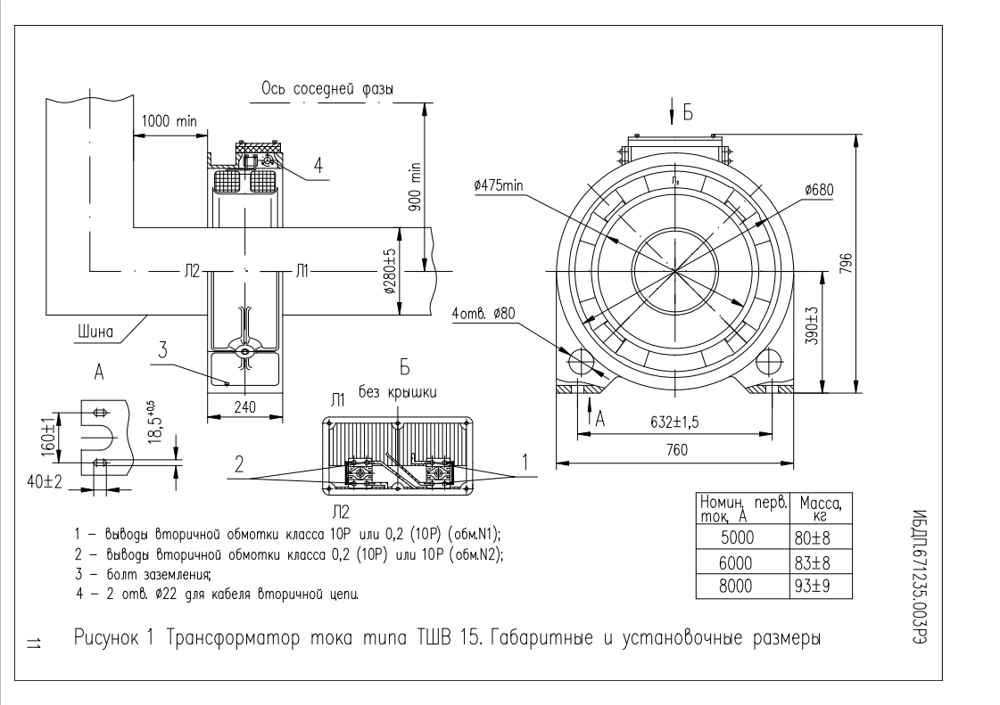 Ось соседней фазы
1000 min
Б
4
900 min
Ø475min
Ø680
796
Л2
Л1
Ø280±5
390±3
4отв. Ø80
Шина
3
А
Б
без крышки
Л1
240
А
632±1,5
760
160±1
18,5+0,5
40±2
2
1
Л2
Л₂
Номин. перв. ток, А
Масса, кг
5000 80±8
6000 83±8
8000 93±9
1 – выводы вторичной обмотки класса 10Р или 0,2 (10Р) (обм.N1);
2 – выводы вторичной обмотки класса 0,2 (10Р) или 10Р (обм.N2);
3 – болт заземления;
4 – 2 отв. Ø22 для кабеля вторичной цепи.
Рисунок 1 Трансформатор тока типа ТШВ 15. Габаритные и установочные размеры
ИБДП.671235.003РЭ
11